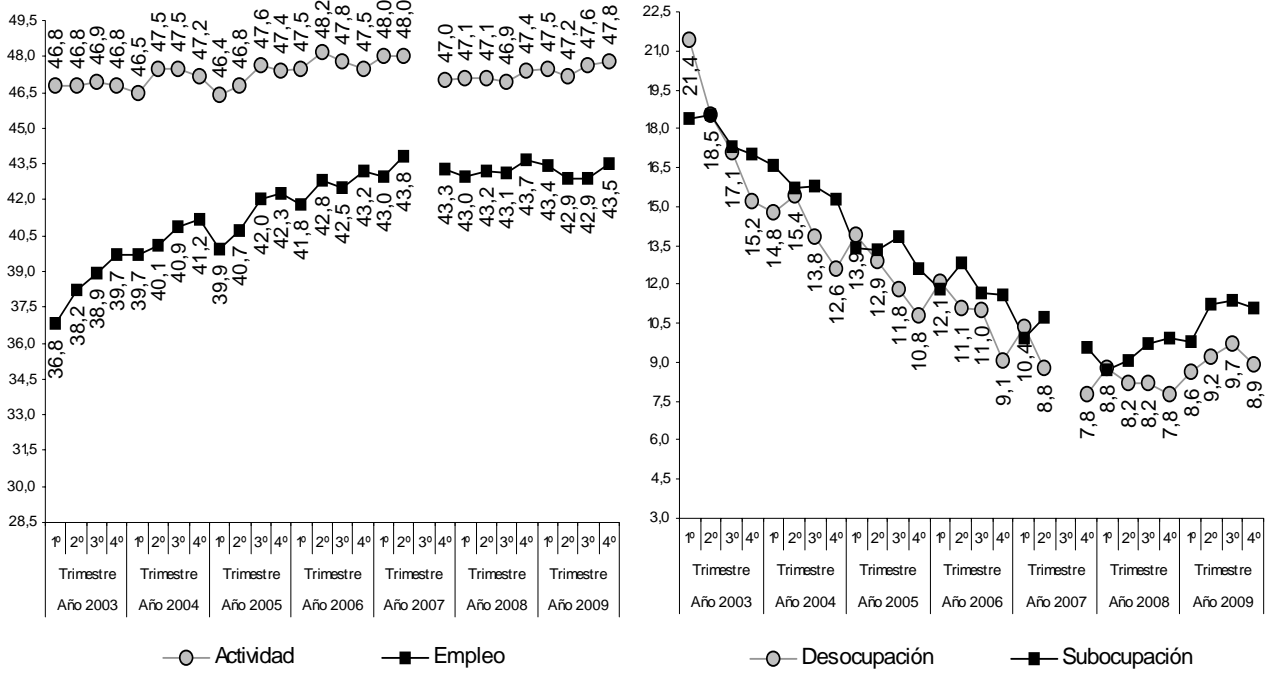 49,5
48,0
46,5
45,0
43,5
42,0
40,5
39,0
37,5
36,0
34,5
33,0
31,5
30,0
28,5
46,8 46,8 46,9 46,8 46,5 47,5 47,5 47,2 46,4 46,8 47,6 47,4 47,5 48,2 47,8 47,5 48,0 48,0 47,0 47,1 47,1 46,9 47,4 47,5 47,2 47,6 47,8
36,8 38,2 38,9 39,7 39,7 40,1 40,9 41,2 39,9 40,7 42,0 42,3 41,8 42,8 42,5 43,2 43,0 43,8 43,3 43,0 43,2 43,1 43,7 43,4 42,9 42,9 43,5
1º 2º 3º 4º 1º 2º 3º 4º 1º 2º 3º 4º 1º 2º 3º 4º 1º 2º 3º 4º 1º 2º 3º 4º 1º 2º 3º 4º
Trimestre Trimestre Trimestre Trimestre Trimestre Trimestre Trimestre
Año 2003 Año 2004 Año 2005 Año 2006 Año 2007 Año 2008 Año 2009
Actividad Empleo
22,5
21,0
19,5
18,0
16,5
15,0
13,5
12,0
10,5
9,0
7,5
6,0
4,5
3,0
21,4 18,5 17,1 15,2 14,8 15,4 13,8 12,6 13,9 12,9 11,8 10,8 12,1 11,1 11,0 9,1 10,4 8,8 7,8 8,8 8,2 8,2 7,8 8,6 9,2 9,7 8,9
1º 2º 3º 4º 1º 2º 3º 4º 1º 2º 3º 4º 1º 2º 3º 4º 1º 2º 3º 4º 1º 2º 3º 4º 1º 2º 3º 4º
Trimestre Trimestre Trimestre Trimestre Trimestre Trimestre Trimestre
Año 2003 Año 2004 Año 2005 Año 2006 Año 2007 Año 2008 Año 2009
Desocupación Subocupación